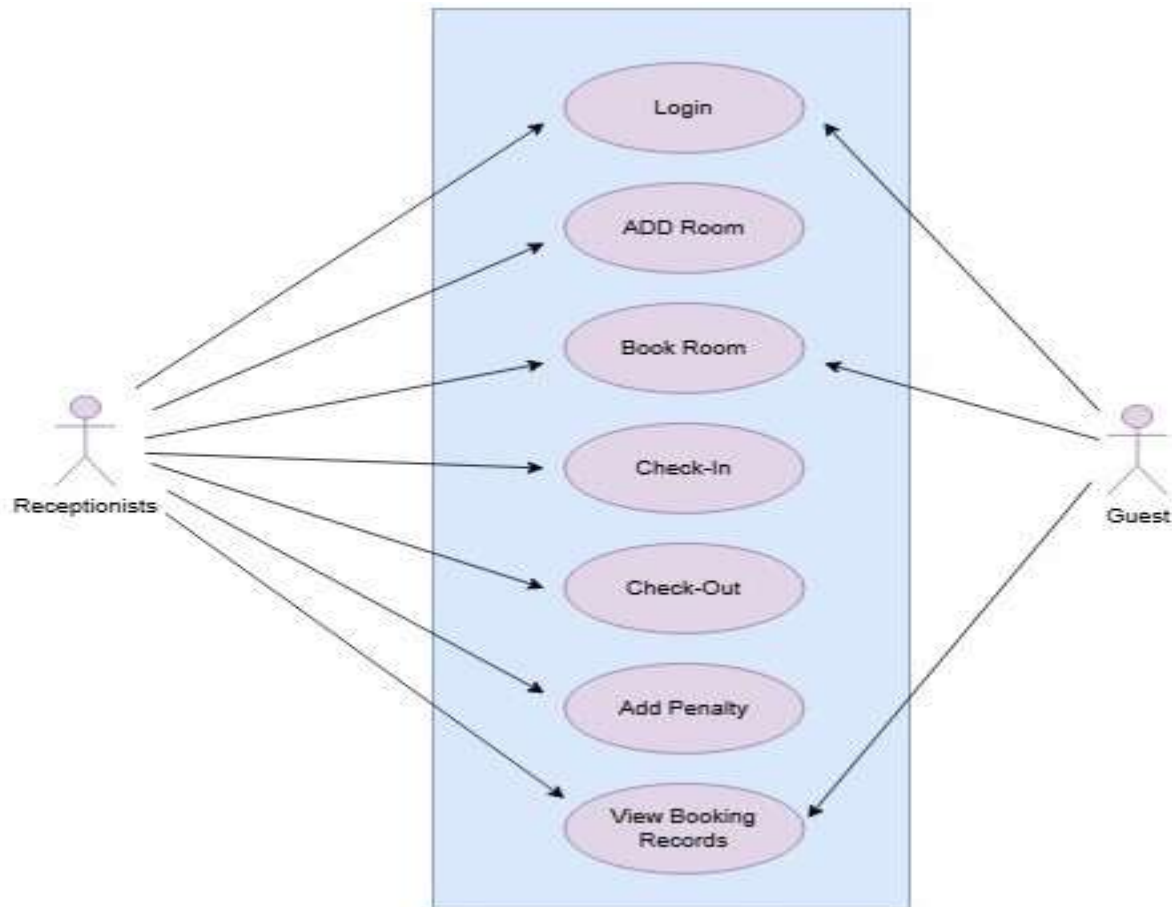 Login
ADD Room
Book Room
Check-In
Receptionists
Guest
Check-Out
Add Penalty
View Booking
Records